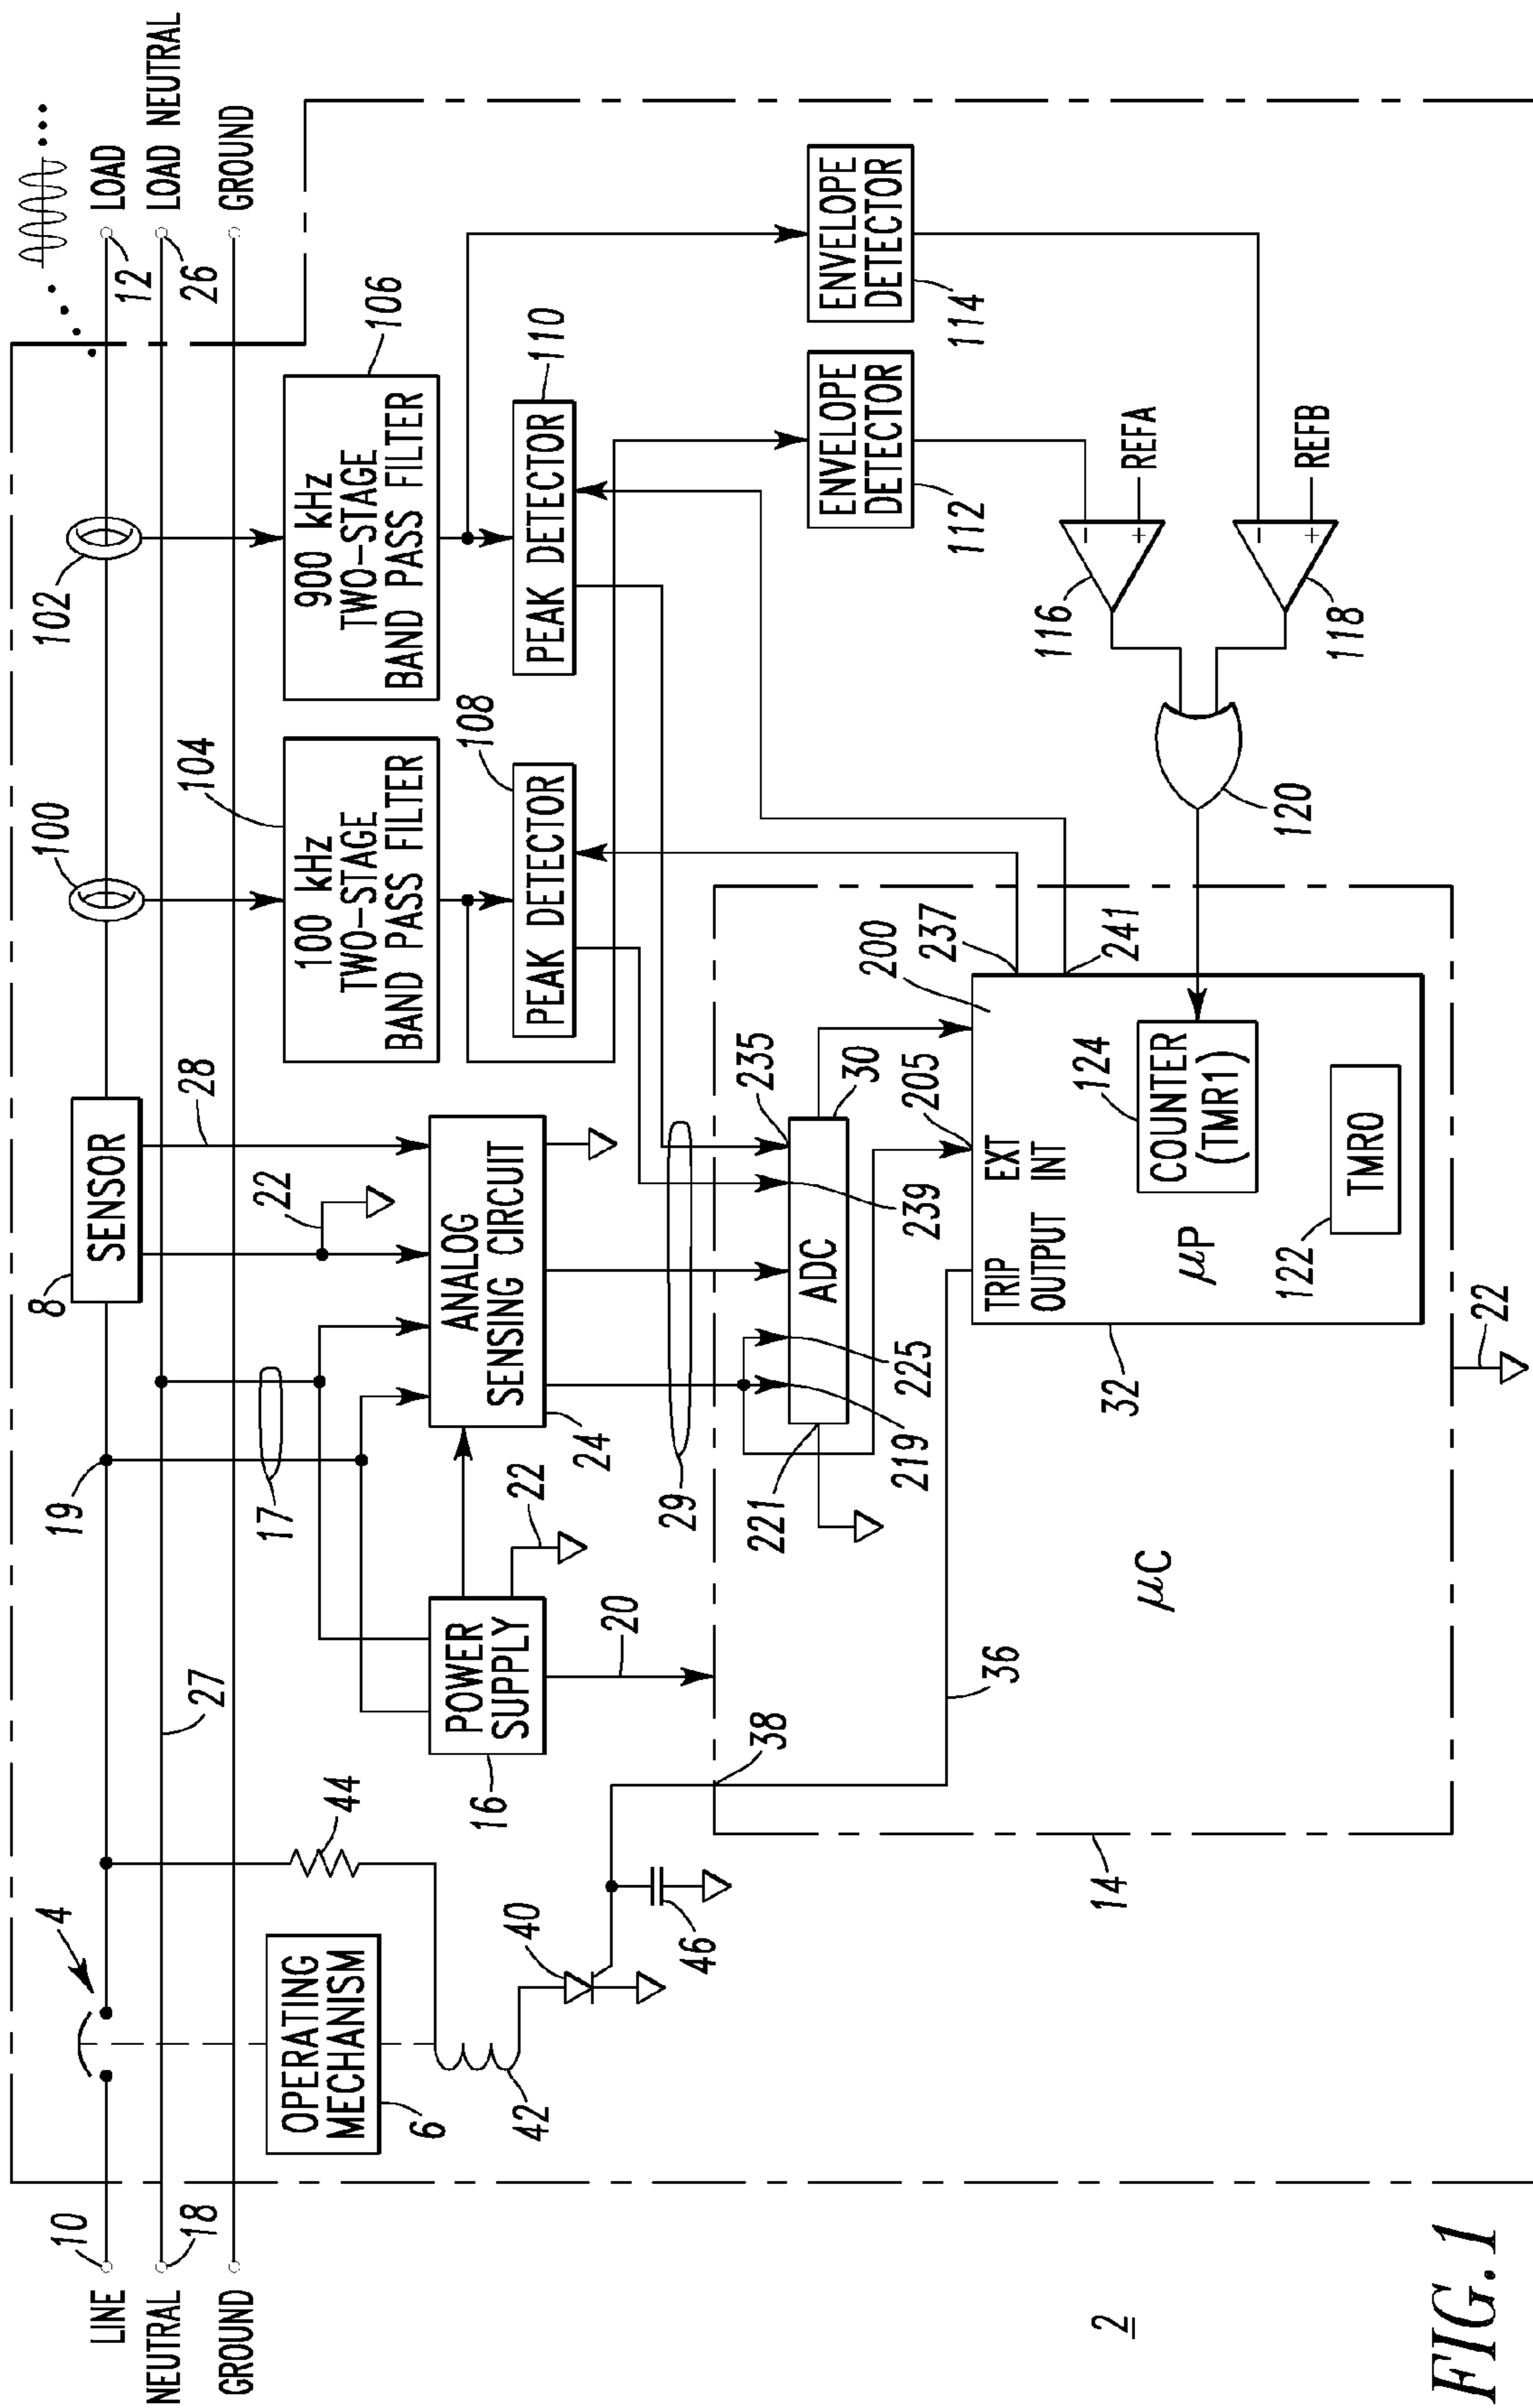 LINE
NEUTRAL
GROUND
10
18
4
OPERATING
MECHANISM
6
42
44
40
46
27
19
17
8
SENSOR
28
22
100
102
12
LOAD
26
LOAD NEUTRAL
GROUND
POWER
SUPPLY
16
20
22
ANALOG
SENSING CIRCUIT
24
104
100 kHz
TWO-STAGE
BAND PASS FILTER
106
900 kHz
TWO-STAGE
BAND PASS FILTER
108
PEAK DETECTOR
110
PEAK DETECTOR
29
38
36
14
μC
221
219
225
ADC
239
235
30
205
200
237
241
TRIP
OUTPUT
EXT
INT
μP
32
COUNTER
(TMR1)
124
TMR0
122
22
ENVELOPE
DETECTOR
112
ENVELOPE
DETECTOR
114
-
+
REFA
116
-
+
REFB
118
120
2
FIG.1